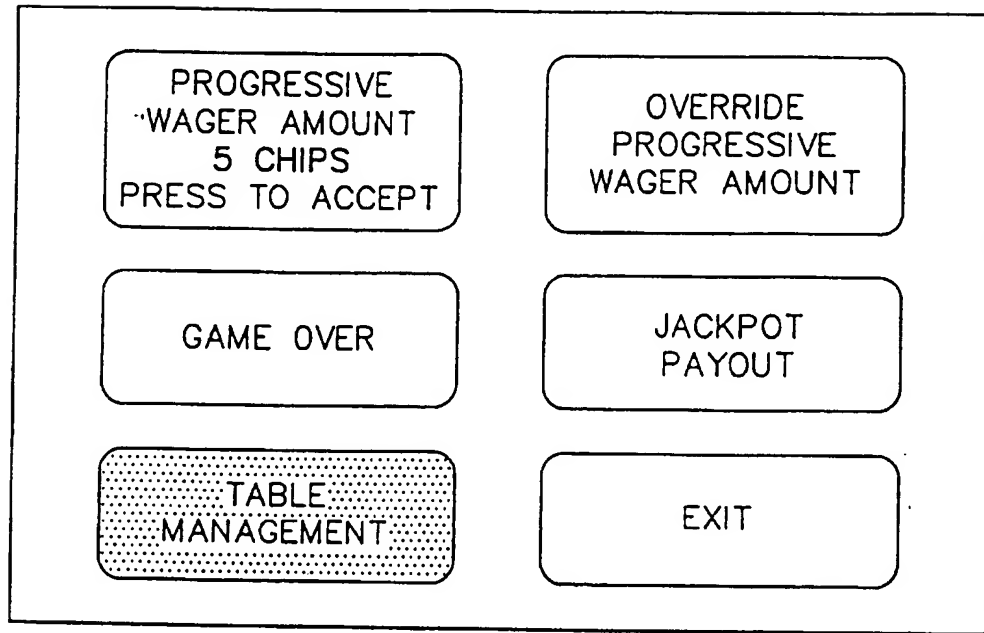 PROGRESSIVE
WAGER AMOUNT
5 CHIPS
PRESS TO ACCEPT
OVERRIDE
PROGRESSIVE
WAGER AMOUNT
GAME OVER
JACKPOT
PAYOUT
TABLE
MANAGEMENT
EXIT